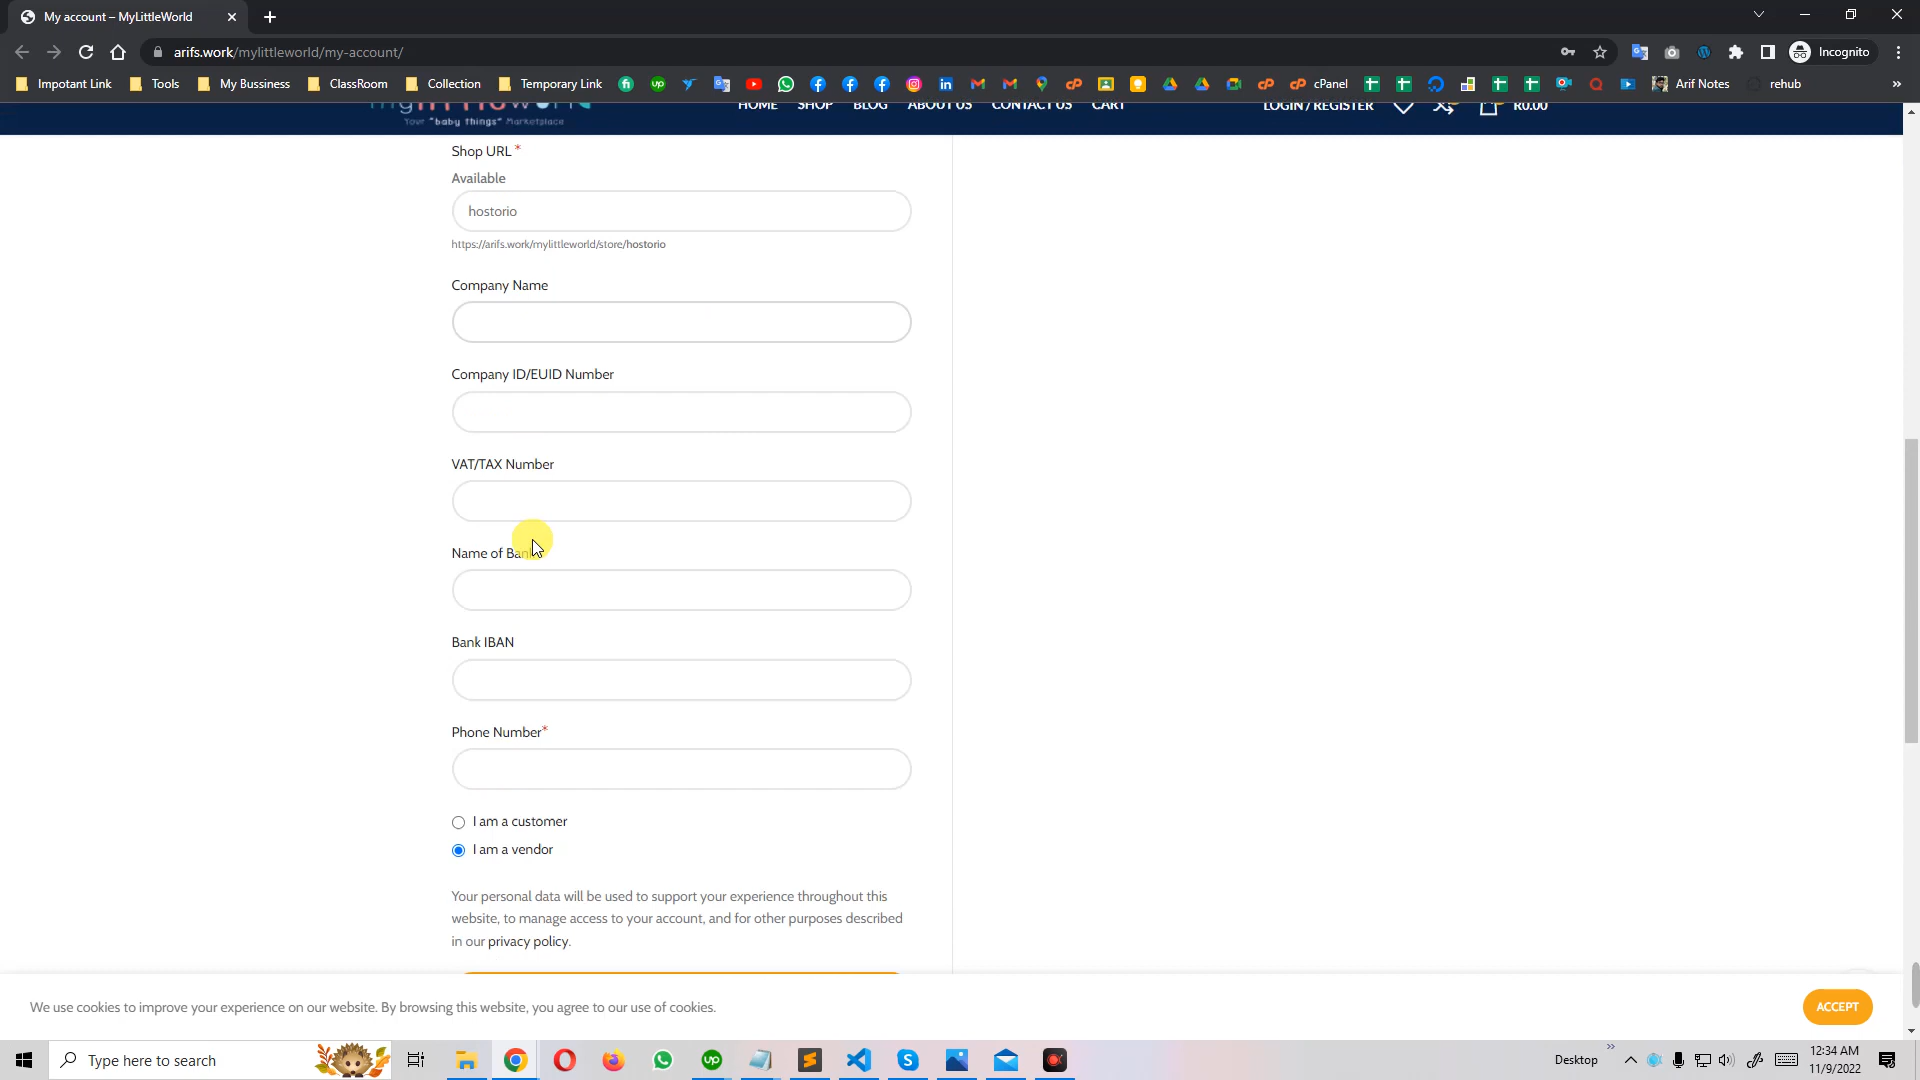 My account – MyLittleWorld
arifs.work/mylittleworld/my-account/
Incognito
Impotant Link
Tools
My Bussiness
ClassRoom
Collection
Temporary Link
cPanel
Arif Notes
rehub
»
mylittleworld
HOME
SHOP
BLOG
ABOUT US
CONTACT US
CART
LOGIN / REGISTER
R0.00
Your "baby things" Marketplace
Shop URL *
Available
hostorio
https://arifs.work/mylittleworld/store/hostorio
Company Name
Company ID/EUID Number
VAT/TAX Number
Name of Bank
Bank IBAN
Phone Number*
I am a customer
I am a vendor
Your personal data will be used to support your experience throughout this
website, to manage access to your account, and for other purposes described
in our privacy policy.
We use cookies to improve your experience on our website. By browsing this website, you agree to our use of cookies.
ACCEPT
Type here to search
Desktop
»
12:34 AM
11/9/2022